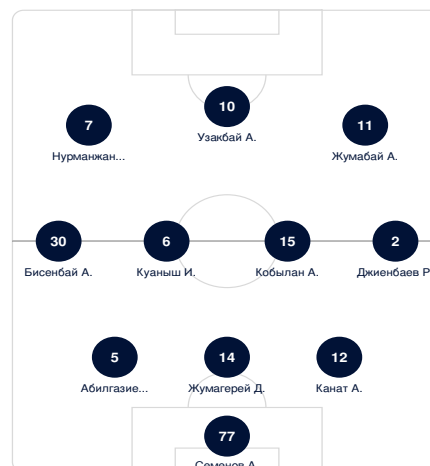 10
7
11
Узакбай А.
Нурманжан...
Жумабай А.
30
6
15
2
Бисенбай А.
Куаныш И.
Кобылан А.
Джиенбаев Р
5
14
12
Абилгазие...
Жумагерей Д.
Канат А.
77
Семенов А.